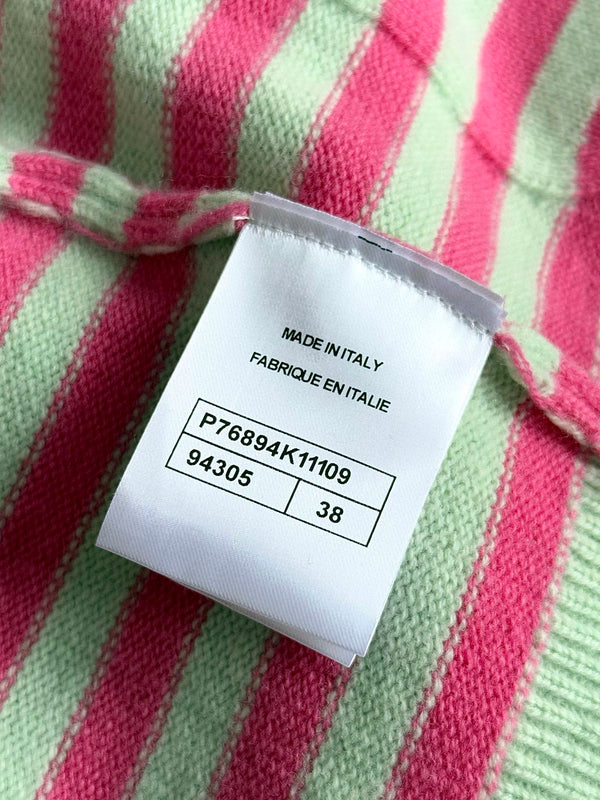 MADE IN ITALY
FABRIQUE EN ITALIE
P76894K11109
94305 38